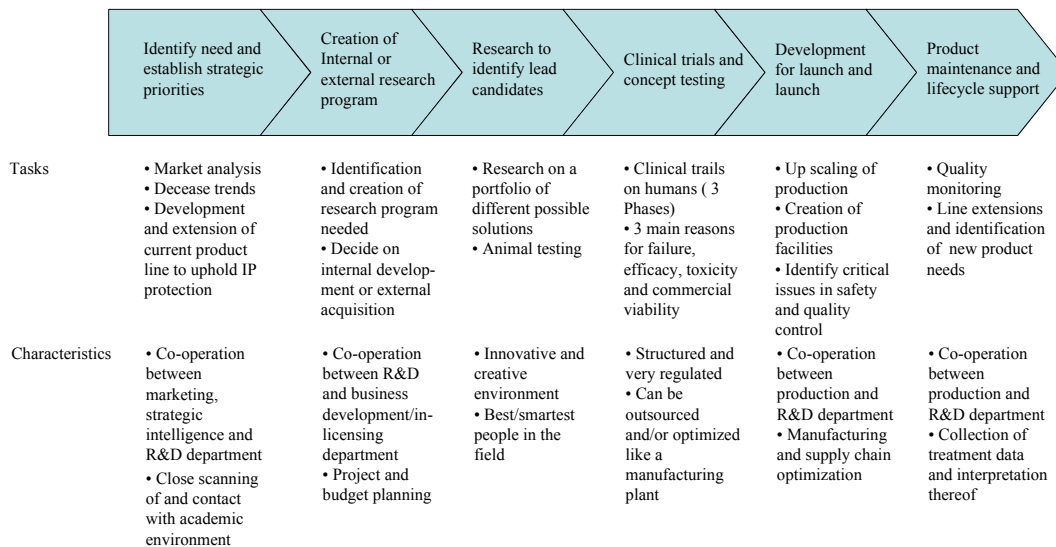 Identify need and
establish strategic
priorities
Creation of
Internal or
external research
program
Research to
identify lead
candidates
Clinical trials and
concept testing
Development
for launch and
launch
Product
maintenance and
lifecycle support
Tasks
• Market analysis
• Decease trends
• Development
and extension of
current product
line to uphold IP
protection
• Identification
and creation of
research program
needed
• Decide on
internal develop-
ment or external
acquisition
• Research on a
portfolio of
different possible
solutions
• Animal testing
• Clinical trails
on humans ( 3
Phases)
• 3 main reasons
for failure,
efficacy, toxicity
and commercial
viability
• Up scaling of
production
• Creation of
production
facilities
• Identify critical
issues in safety
and quality
control
• Quality
monitoring
• Line extensions
and identification
of new product
needs
Characteristics
• Co-operation
between
marketing,
strategic
intelligence and
R&D department
• Close scanning
of and contact
with academic
environment
• Co-operation
between R&D
and business
development/in-
licensing
department
• Project and
budget planning
• Innovative and
creative
environment
• Best/smartest
people in the
field
• Structured and
very regulated
• Can be
outsourced
and/or optimized
like a
manufacturing
plant
• Co-operation
between
production and
R&D department
• Manufacturing
and supply chain
optimization
• Co-operation
between
production and
R&D department
• Collection of
treatment data
and interpretation
thereof